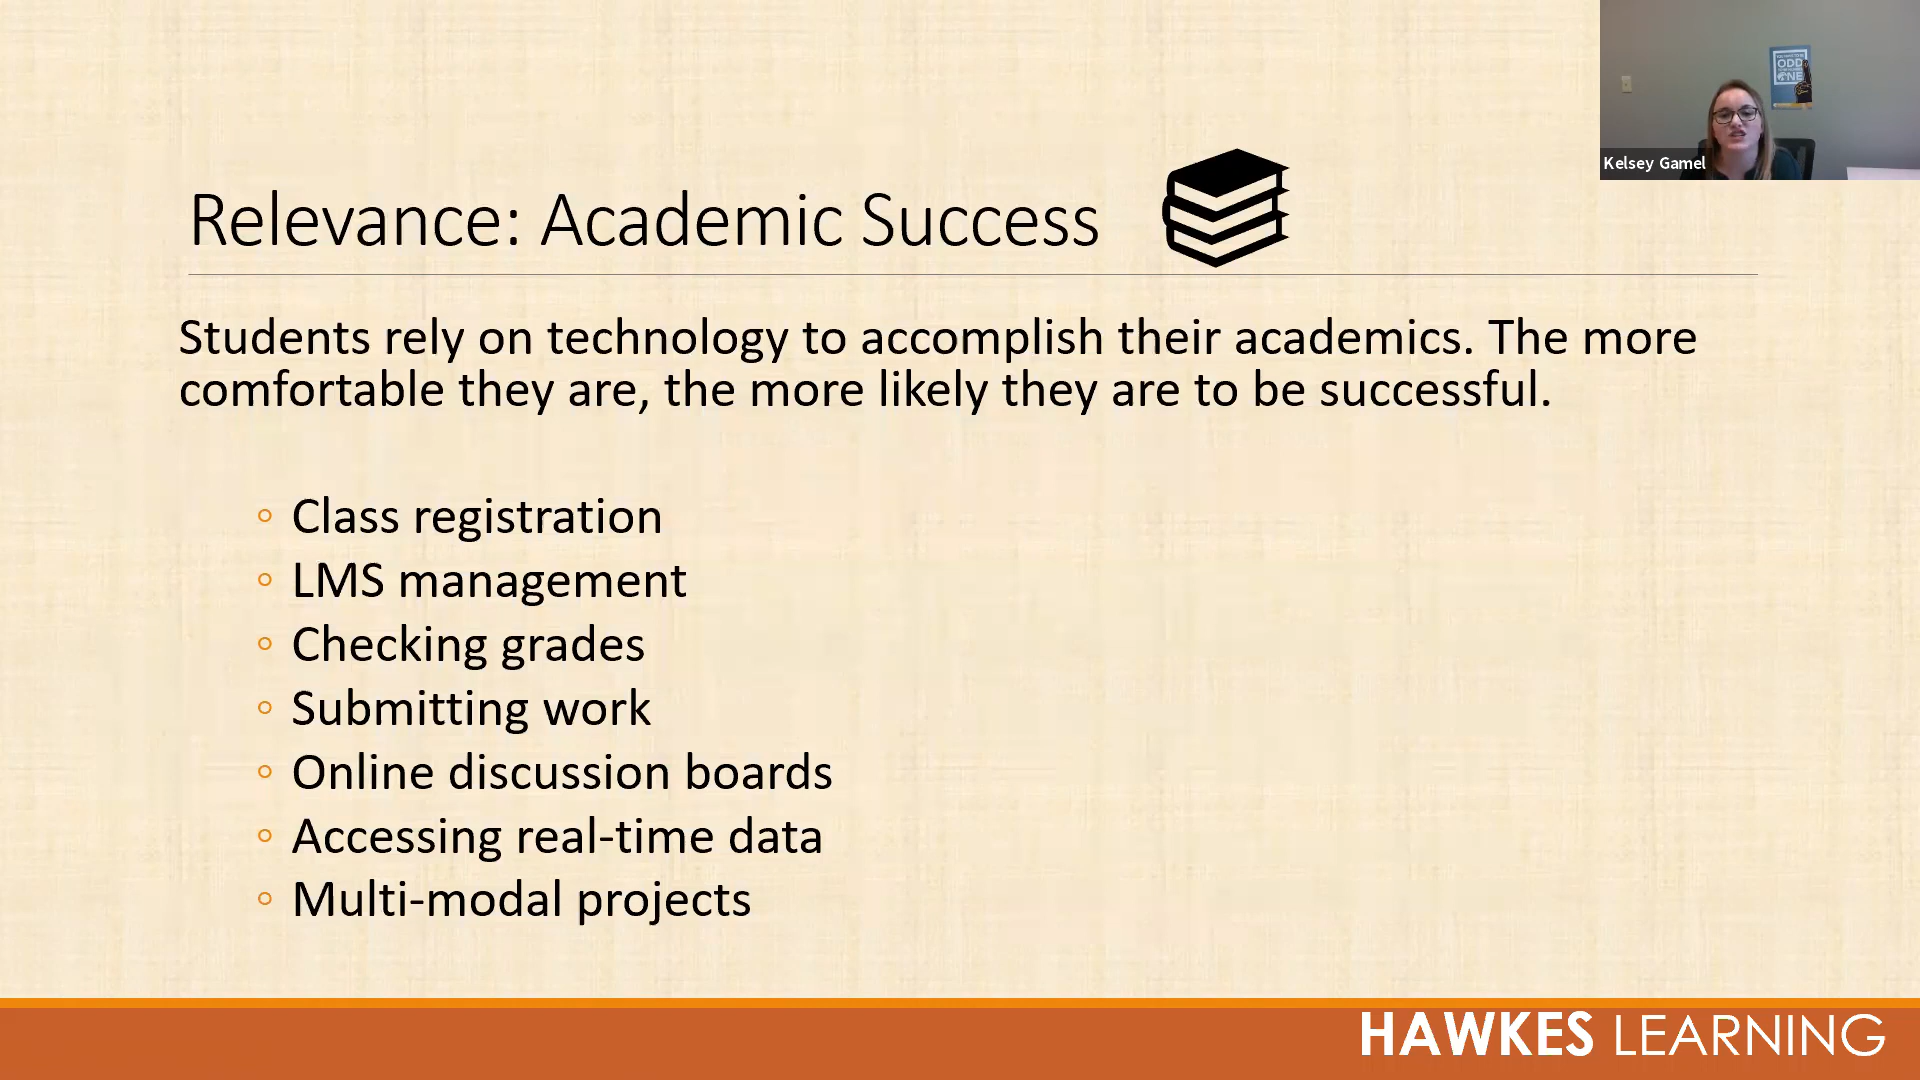 ODD
ONE
Kelsey Gamel
Relevance: Academic Success
Students rely on technology to accomplish their academics. The more
comfortable they are, the more likely they are to be successful.
◦ Class registration
◦ LMS management
◦ Checking grades
◦ Submitting work
◦ Online discussion boards
◦ Accessing real-time data
◦ Multi-modal projects
HAWKES LEARNING